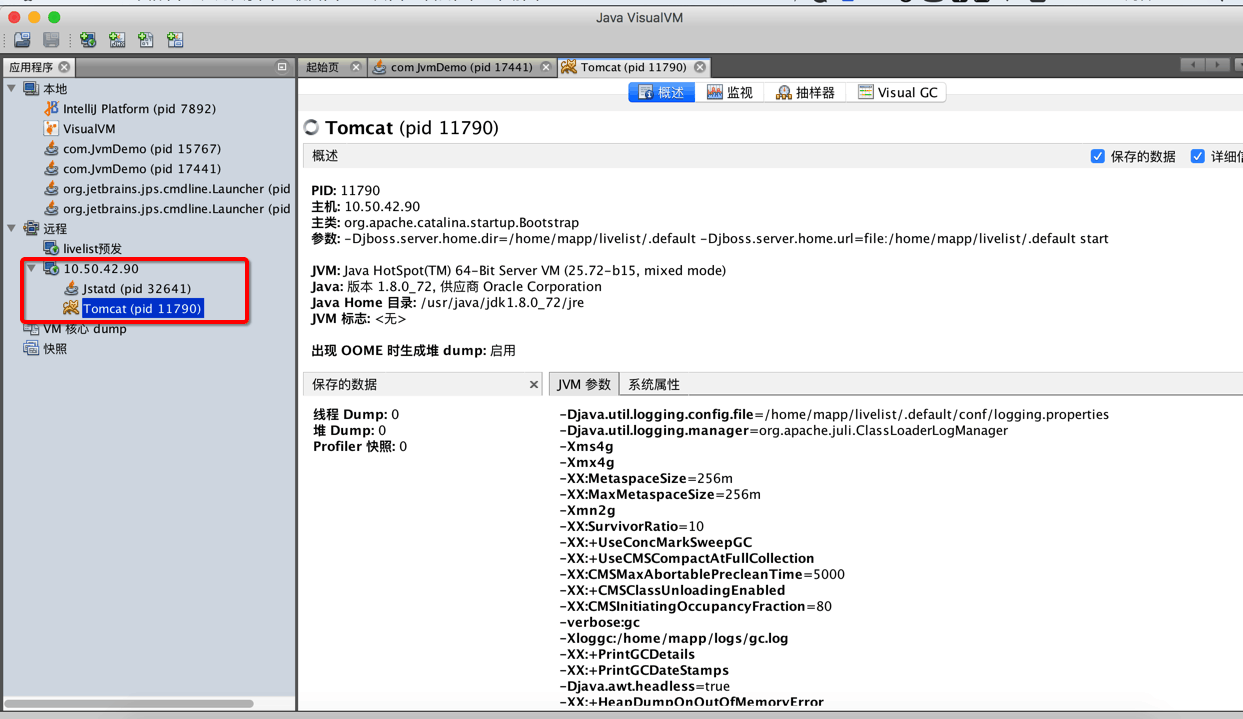 Java VisualVM
应用程序
本地
IntelliJ Platform (pid 7892)
VisualVM
com.JvmDemo (pid 15767)
com.JvmDemo (pid 17441)
org.jetbrains.jps.cmdline.Launcher (pid
org.jetbrains.jps.cmdline.Launcher (pid
远程
livelist预发
10.50.42.90
Jstatd (pid 32641)
Tomcat (pid 11790)
VM 核心 dump
快照
起始页
com.JvmDemo (pid 17441)
Tomcat (pid 11790)
概述
监视
抽样器
Visual GC
Tomcat (pid 11790)
概述
保存的数据
详细信
PID: 11790
主机: 10.50.42.90
主类: org.apache.catalina.startup.Bootstrap
参数: -Djboss.server.home.dir=/home/mapp/livelist/.default -Djboss.server.home.url=file:/home/mapp/livelist/.default start
JVM: Java HotSpot(TM) 64-Bit Server VM (25.72-b15, mixed mode)
Java: 版本 1.8.0_72, 供应商 Oracle Corporation
Java Home 目录: /usr/java/jdk1.8.0_72/jre
JVM 标志: <无>
出现 OOME 时生成堆 dump: 启用
保存的数据
线程 Dump: 0
堆 Dump: 0
Profiler 快照: 0
JVM 参数
系统属性
-Djava.util.logging.config.file=/home/mapp/livelist/.default/conf/logging.properties
-Djava.util.logging.manager=org.apache.juli.ClassLoaderLogManager
-Xms4g
-Xmx4g
-XX:MetaspaceSize=256m
-XX:MaxMetaspaceSize=256m
-Xmn2g
-XX:SurvivorRatio=10
-XX:+UseConcMarkSweepGC
-XX:+UseCMSCompactAtFullCollection
-XX:CMSMaxAbortablePrecleanTime=5000
-XX:+CMSClassUnloadingEnabled
-XX:CMSInitiatingOccupancyFraction=80
-verbose:gc
-Xloggc:/home/mapp/logs/gc.log
-XX:+PrintGCDetails
-XX:+PrintGCDateStamps
-Djava.awt.headless=true
-XX:+HeapDumpOnOutOfMemoryError